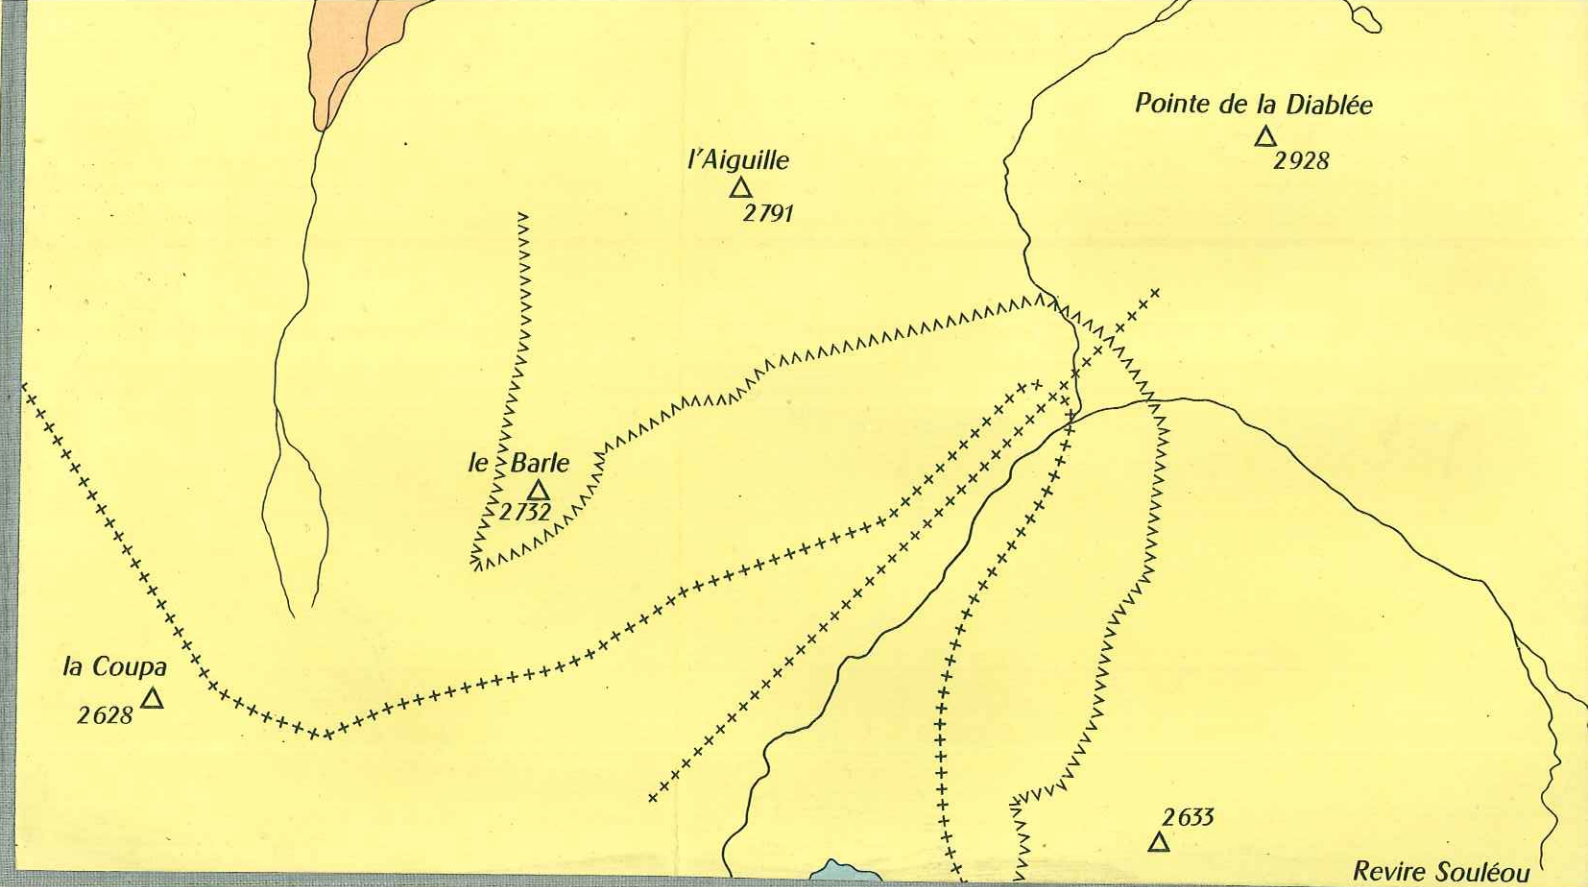 Pointe de la Diablée
2928
l'Aiguille
2791
le Barle
2732
la Coupa
2628
2633
Revire Souléou